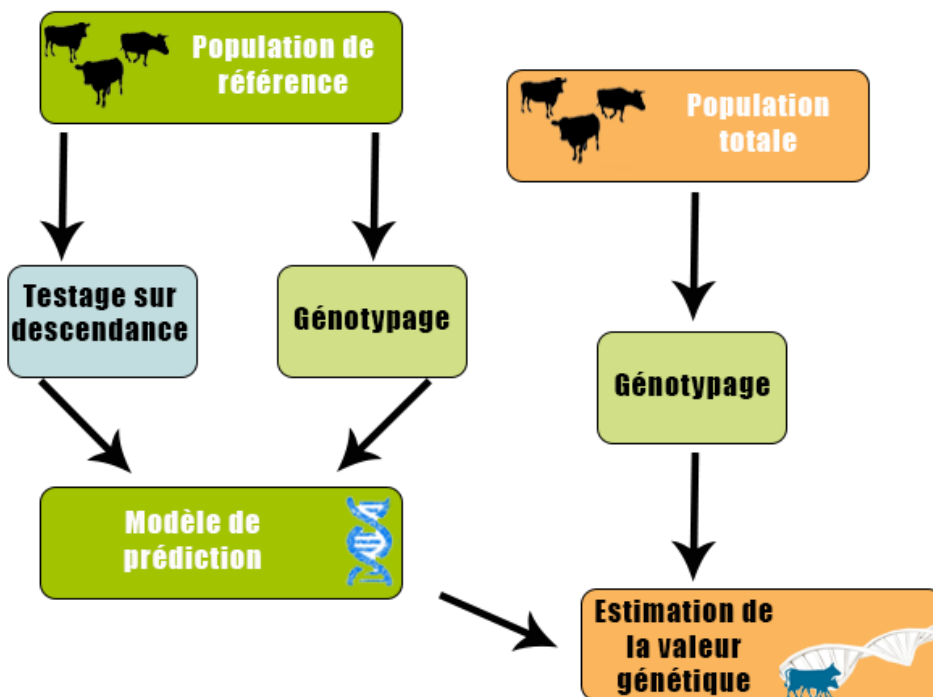 Population de
référence
Population
totale
Testage sur
descendance
Génotypage
Génotypage
Modèle de
prédiction
Estimation de
la valeur
génétique